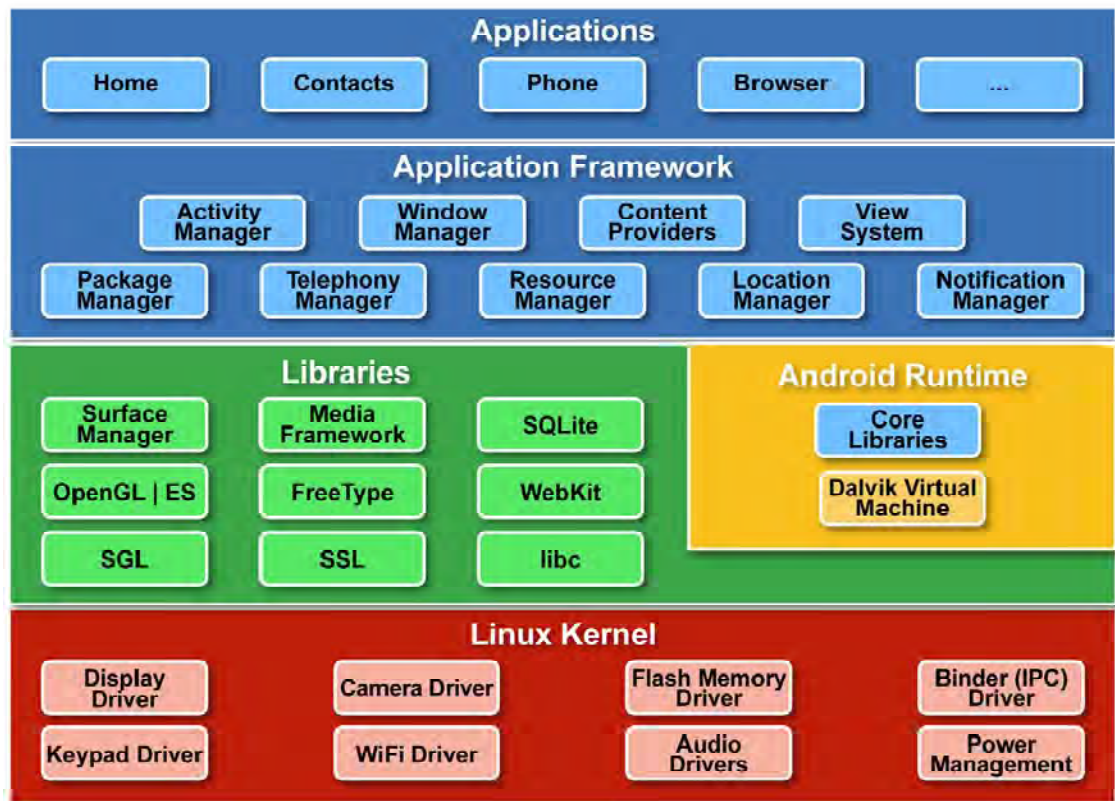 Applications
Home
Contacts
Phone
Browser
...
Application Framework
Activity
Manager
Window
Manager
Content
Providers
View
System
Package
Manager
Telephony
Manager
Resource
Manager
Location
Manager
Notification
Manager
Libraries
Surface
Manager
Media
Framework
SQLite
OpenGL | ES
FreeType
WebKit
SGL
SSL
libc
Android Runtime
Core
Libraries
Dalvik Virtual
Machine
Linux Kernel
Display
Driver
Camera Driver
Flash Memory
Driver
Binder (IPC)
Driver
Keypad Driver
WiFi Driver
Audio
Drivers
Power
Management